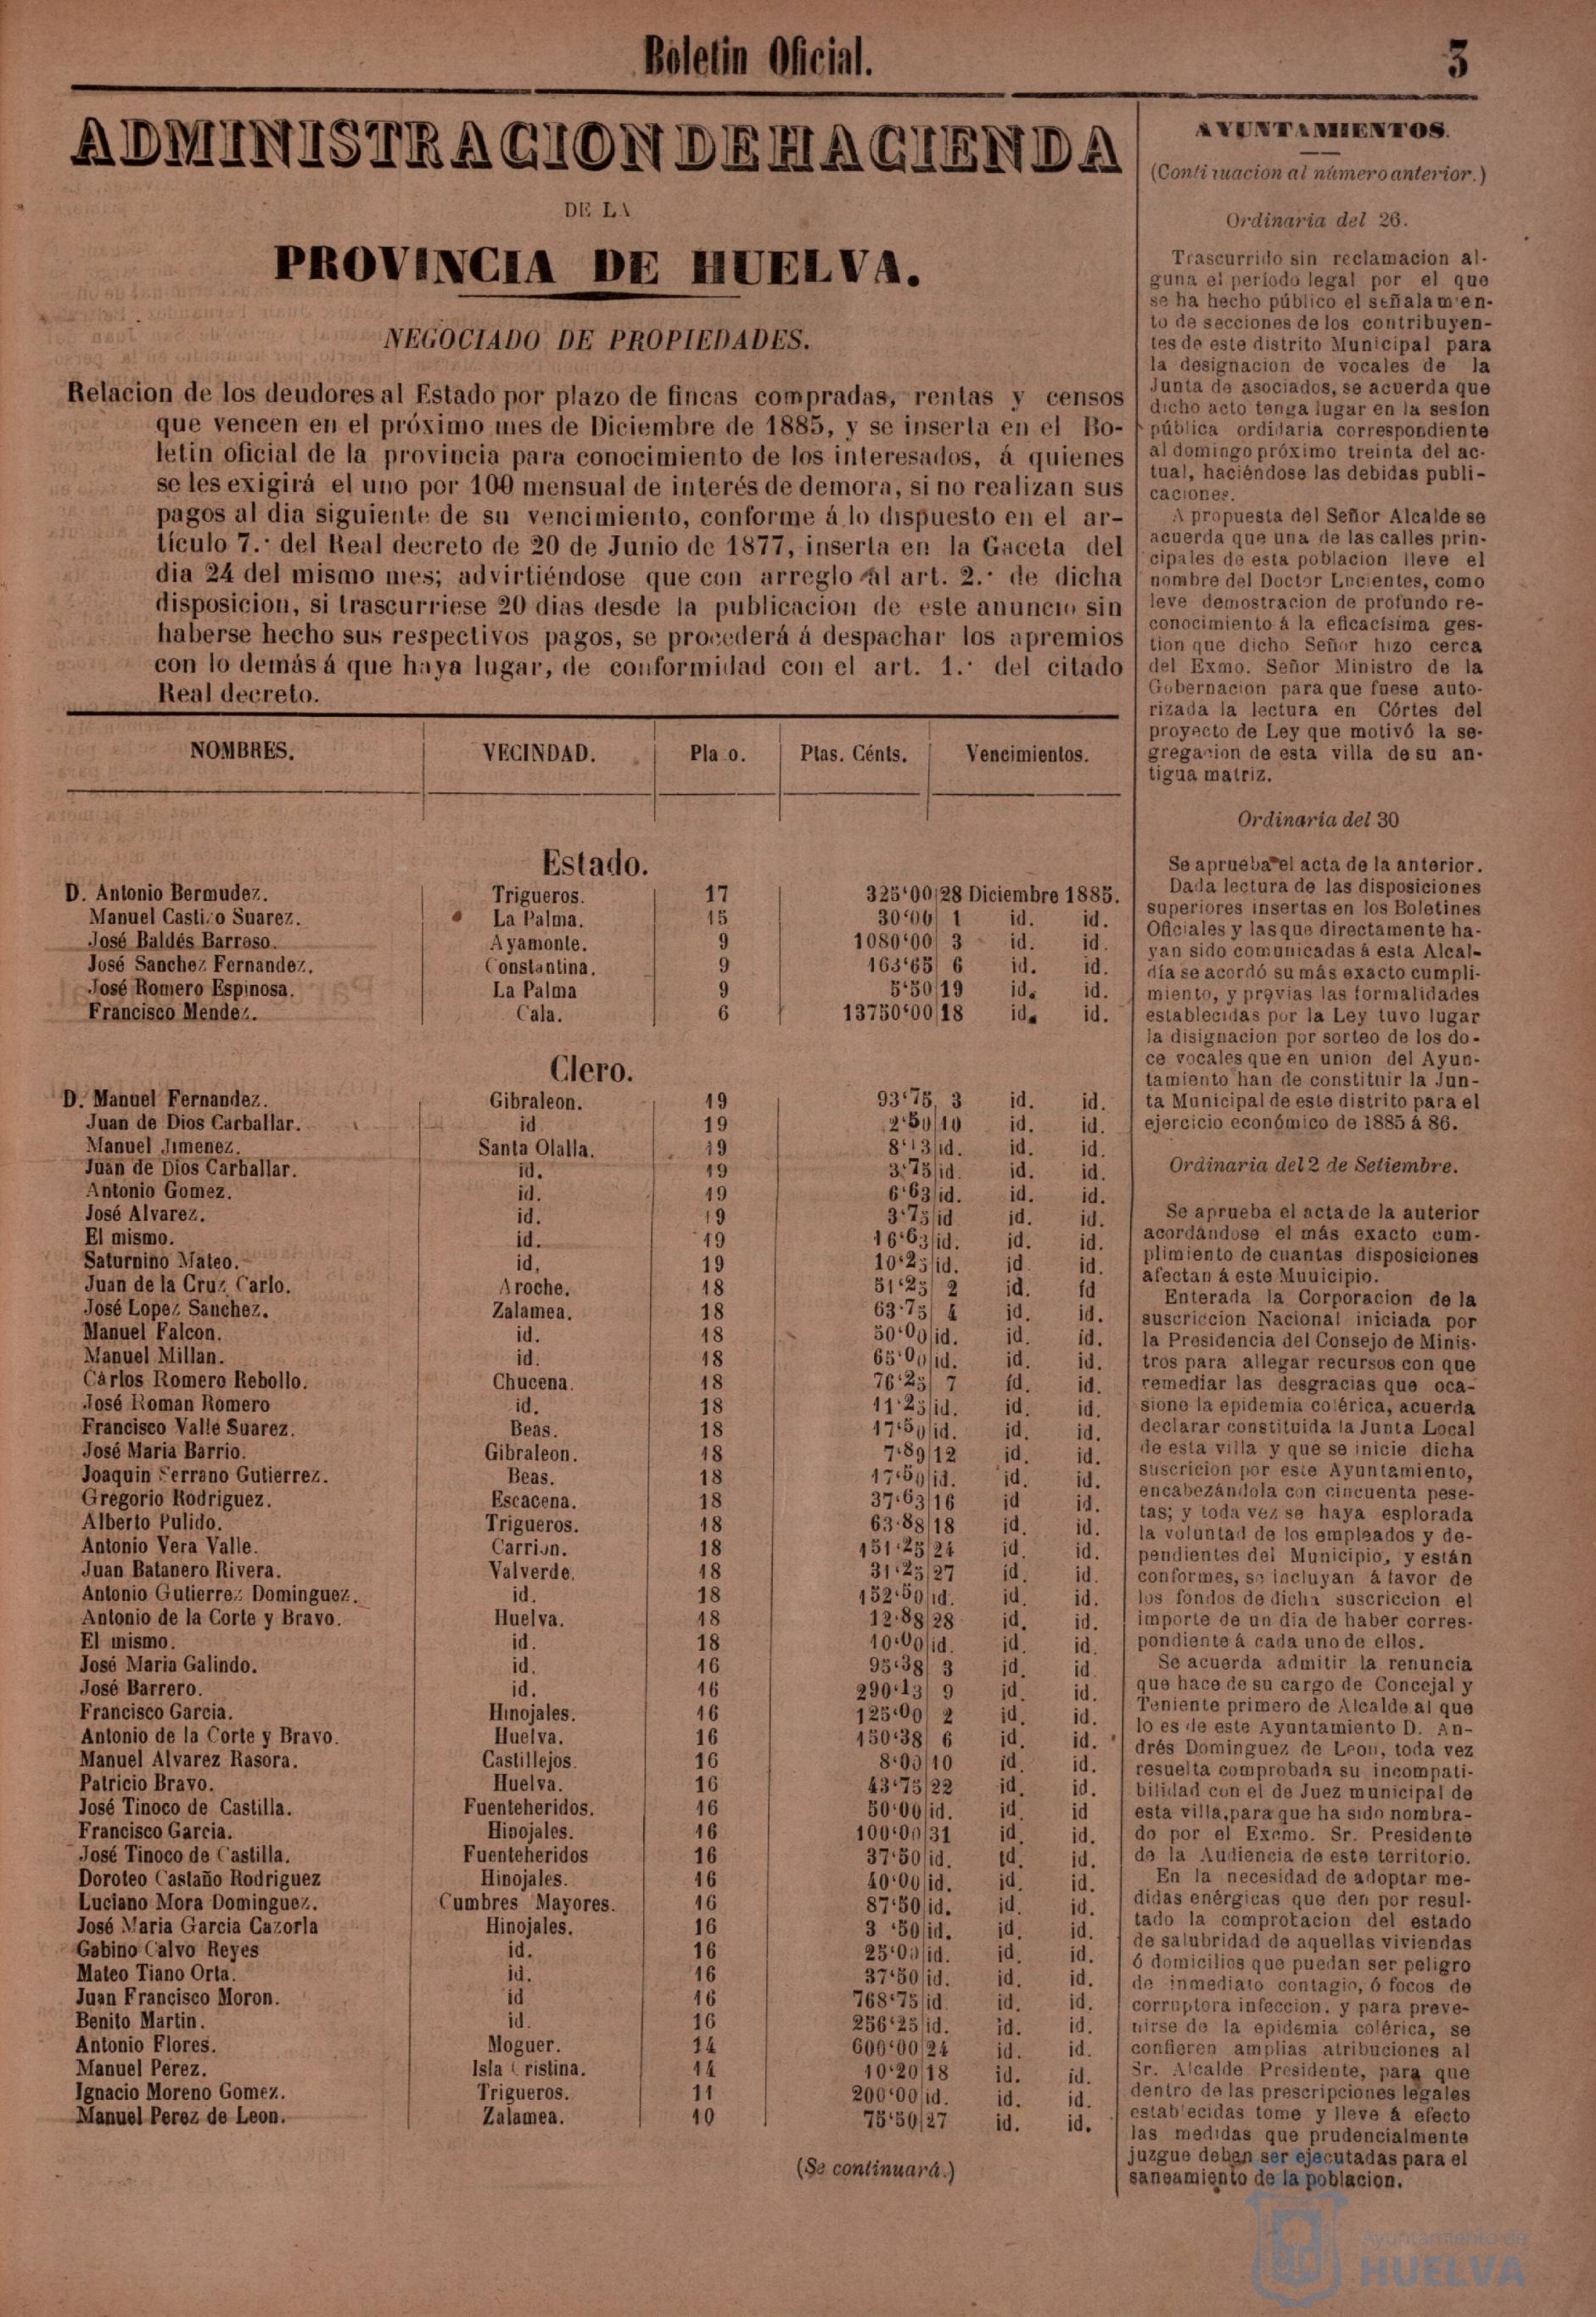 Boletin Oficial.
3
ADMINISTRACION DE HACIENDA
DE LA
PROVINCIA DE HUELVA.
NEGOCIADO DE PROPIEDADES.
Relacion de los deudores al Estado por plazo de fincas compradas, rentas y censos
que vencen en el próximo mes de Diciembre de 1885, y se inserta en el Bo-
letin oficial de la provincia para conocimiento de los interesados, á quienes
se les exigirá el uno por 100 mensual de interés de demora, si no realizan sus
pagos al dia siguiente de su vencimiento, conforme á lo dispuesto en el ar-
tículo 7.· del Real decreto de 20 de Junio de 1877, inserta en la Gaceta del
dia 24 del mismo mes; advirtiéndose que con arreglo al art. 2.· de dicha
disposicion, si trascurriese 20 dias desde la publicacion de este anuncio sin
haberse hecho sus respectivos pagos, se procederá á despachar los apremios
con lo demás á que haya lugar, de conformidad con el art. 1.· del citado
Real decreto.
NOMBRES. VECINDAD. Pla o. Ptas. Cénts. Vencimientos.
Estado.
D. Antonio Bermudez. Trigueros. 17 325'00 28 Diciembre 1885.
Manuel Casti o Suarez. La Palma. 15 30'00 1 id. id.
José Baldés Barroso. Ayamonte. 9 1080'00 3 id. id.
José Sanchez Fernandez. Constantina. 9 163'65 6 id. id.
José Romero Espinosa. La Palma 9 5'50 19 id. id.
Francisco Mendez. Cala. 6 13750'00 18 id. id.
Clero.
D. Manuel Fernandez. Gibraleon. 19 93'75 3 id. id.
Juan de Dios Carballar. id 19 2'50 10 id. id.
Manuel Jimenez. Santa Olalla. 19 8'13 id. id. id.
Juan de Dios Carballar. id. 19 3'75 id. id. id.
Antonio Gomez. id. 19 6'63 id. id. id.
José Alvarez. id. 19 3'75 id id. id.
El mismo. id. 19 16'63 id. id. id.
Saturnino Mateo. id, 19 10'25 id. id. id.
Juan de la Cruz Carlo. Aroche. 18 51'25 2 id. id
José Lopez Sanchez. Zalamea. 18 63'75 4 id. id.
Manuel Falcon. id. 18 50'00 id. id. id.
Manuel Millan. id. 18 65'00 id. id. id.
Cárlos Romero Rebollo. Chucena. 18 76'25 7 id. id.
José Roman Romero id. 18 11'25 id. id. id.
Francisco Valle Suarez. Beas. 18 17'50 id. id. id.
José Maria Barrio. Gibraleon. 18 7'89 12 id. id.
Joaquin Serrano Gutierrez. Beas. 18 17'50 id. id. id.
Gregorio Rodriguez. Escacena. 18 37'63 16 id id.
Alberto Pulido. Trigueros. 18 63'88 18 id. id.
Antonio Vera Valle. Carrion. 18 151'25 24 id. id.
Juan Batanero Rivera. Valverde. 18 31'25 27 id. id.
Antonio Gutierrez Dominguez. id. 18 152'50 id. id. id.
Antonio de la Corte y Bravo. Huelva. 18 12'88 28 id. id.
El mismo. id. 18 10'00 id. id. id.
José Maria Galindo. id. 16 95'38 3 id. id.
José Barrero. id. 16 290'13 9 id. id.
Francisco Garcia. Hinojales. 16 125'00 2 id. id.
Antonio de la Corte y Bravo. Huelva. 16 150'38 6 id. id.
Manuel Alvarez Rasora. Castillejos. 16 8'00 10 id. id.
Patricio Bravo. Huelva. 16 43'75 22 id. id.
José Tinoco de Castilla. Fuenteheridos. 16 50'00 id. id. id
Francisco Garcia. Hinojales. 16 100'00 31 id. id.
José Tinoco de Castilla. Fuenteheridos 16 37'50 id. id. id.
Doroteo Castaño Rodriguez Hinojales. 16 40'00 id. id. id.
Luciano Mora Dominguez. Cumbres Mayores. 16 87'50 id. id. id.
José Maria Garcia Cazorla Hinojales. 16 3 '50 id. id. id.
Gabino Calvo Reyes id. 16 25'00 id. id. id.
Mateo Tiano Orta. id. 16 37'50 id. id. id.
Juan Francisco Moron. id 16 768'75 id. id. id.
Benito Martin. id. 16 256'25 id. id. id.
Antonio Flores. Moguer. 14 600'00 24 id. id.
Manuel Perez. Isla Cristina. 14 10'20 18 id. id.
Ignacio Moreno Gomez. Trigueros. 11 200'00 id. id. id.
Manuel Perez de Leon. Zalamea. 10 75'50 27 id. id.
(Se continuará.)
AYUNTAMIENTOS.
(Continuacion al número anterior.)
Ordinaria del 26.
Trascurrido sin reclamacion al-
guna el período legal por el que
se ha hecho público el señalamien-
to de secciones de los contribuyen-
tes de este distrito Municipal para
la designacion de vocales de la
Junta de asociados, se acuerda que
dicho acto tenga lugar en la sesion
pública ordidaria correspondiente
al domingo próximo treinta del ac-
tual, haciéndose las debidas publi-
caciones.
A propuesta del Señor Alcalde se
acuerda que una de las calles prin-
cipales de esta poblacion lleve el
nombre del Doctor Lucientes, como
leve demostracion de profundo re-
conocimiento á la eficacísima ges-
tion que dicho Señor hizo cerca
del Exmo. Señor Ministro de la
Gobernacion para que fuese auto-
rizada la lectura en Córtes del
proyecto de Ley que motivó la se-
gregacion de esta villa de su an-
tigua matriz.
Ordinaria del 30
Se aprueba el acta de la anterior.
Dada lectura de las disposiciones
superiores insertas en los Boletines
Oficiales y las que directamente ha-
yan sido comunicadas á esta Alcal-
día se acordó su más exacto cumpli-
miento, y previas las formalidades
establecidas por la Ley tuvo lugar
la disignacion por sorteo de los do-
ce vocales que en union del Ayun-
tamiento han de constituir la Jun-
ta Municipal de este distrito para el
ejercicio económico de 1885 á 86.
Ordinaria del 2 de Setiembre.
Se aprueba el acta de la auterior
acordándose el más exacto cum-
plimiento de cuantas disposiciones
afectan á este Muuicipio.
Enterada la Corporacion de la
suscriccion Nacional iniciada por
la Presidencia del Consejo de Minis-
tros para allegar recursos con que
remediar las desgracias que oca-
sione la epidemia colérica, acuerda
declarar constituida la Junta Local
de esta villa y que se inicie dicha
suscricion por este Ayuntamiento,
encabezándola con cincuenta pese-
tas; y toda vez se haya esplorada
la voluntad de los empleados y de-
pendientes del Municipio, y están
conformes, se incluyan á favor de
los fondos de dicha suscriccion el
importe de un dia de haber corres-
pondiente á cada uno de ellos.
Se acuerda admitir la renuncia
que hace de su cargo de Concejal y
Teniente primero de Alcalde al que
lo es de este Ayuntamiento D. An-
drés Dominguez de Leon, toda vez
resuelta comprobada su incompati-
bilidad con el de Juez municipal de
esta villa, para que ha sido nombra-
do por el Excmo. Sr. Presidente
de la Audiencia de este territorio.
En la necesidad de adoptar me-
didas enérgicas que den por resul-
tado la comprotacion del estado
de salubridad de aquellas viviendas
ó domicilios que puedan ser peligro
de inmediato contagio, ó focos de
corruptora infeccion, y para preve-
nirse de la epidemia colérica, se
confieren amplias atribuciones al
Sr. Alcalde Presidente, para que
dentro de las prescripciones legales
establecidas tome y lleve á efecto
las medidas que prudencialmente
juzgue deban ser ejecutadas para el
saneamiento de la poblacion.
Ayuntamiento de
HUELVA